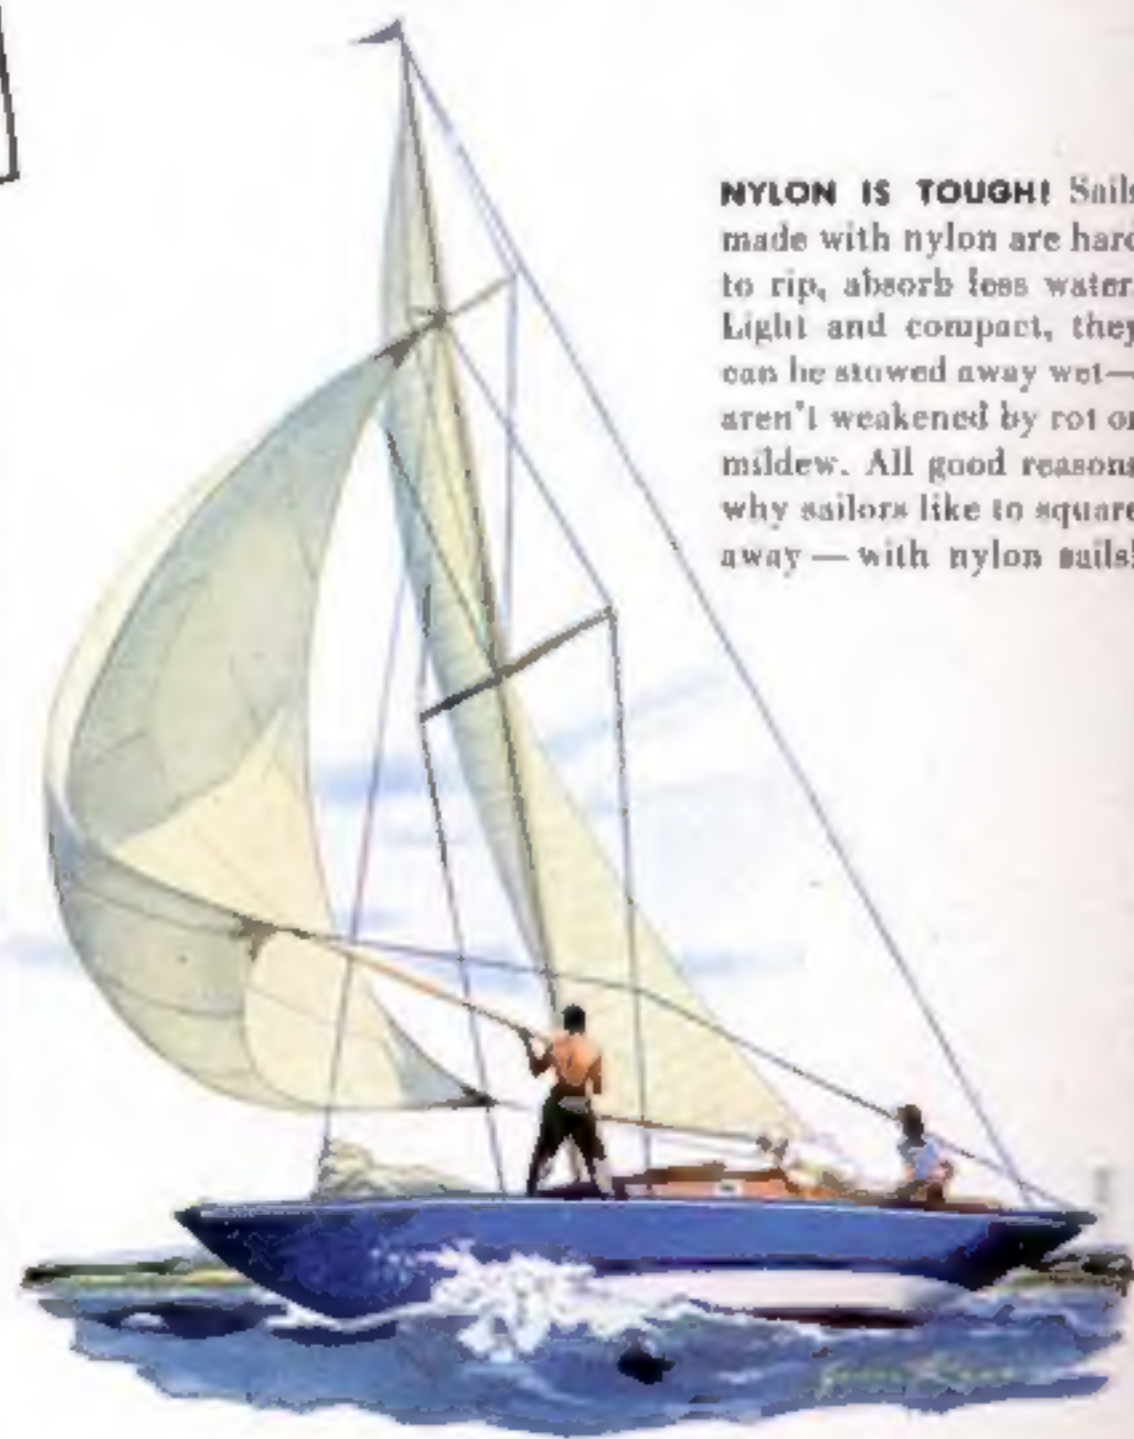 NYLON IS TOUGH! Sails
made with nylon are hard
to rip, absorb less water.
Light and compact, they
can be stowed away wet—
aren't weakened by rot or
mildew. All good reasons
why sailors like to square
away — with nylon sails!